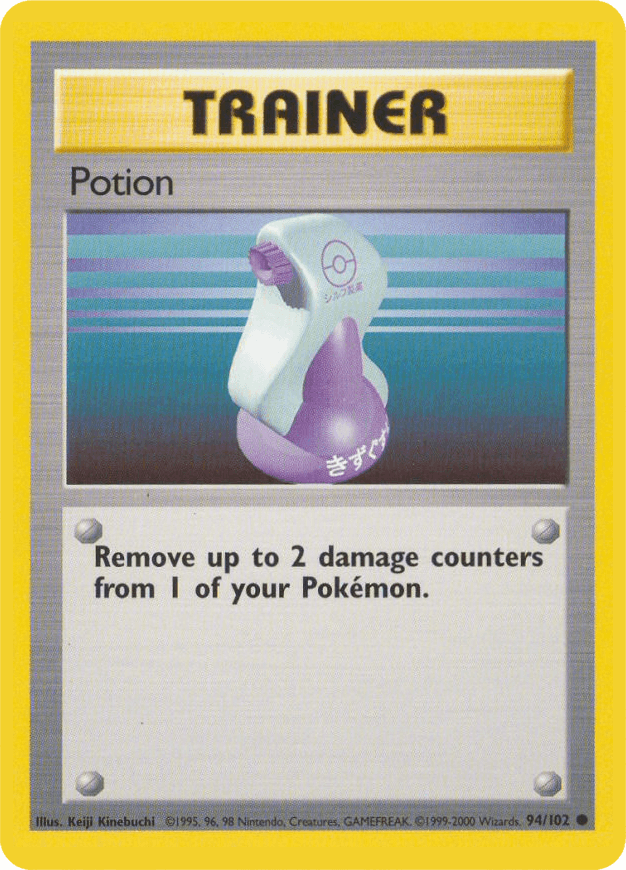 TRAINER
Potion
シルフ製薬
きずぐす
Remove up to 2 damage counters
from 1 of your Pokémon.
Illus. Keiji Kinebuchi ©1995, 96, 98 Nintendo, Creatures, GAMEFREAK. ©1999-2000 Wizards. 94/102 ●